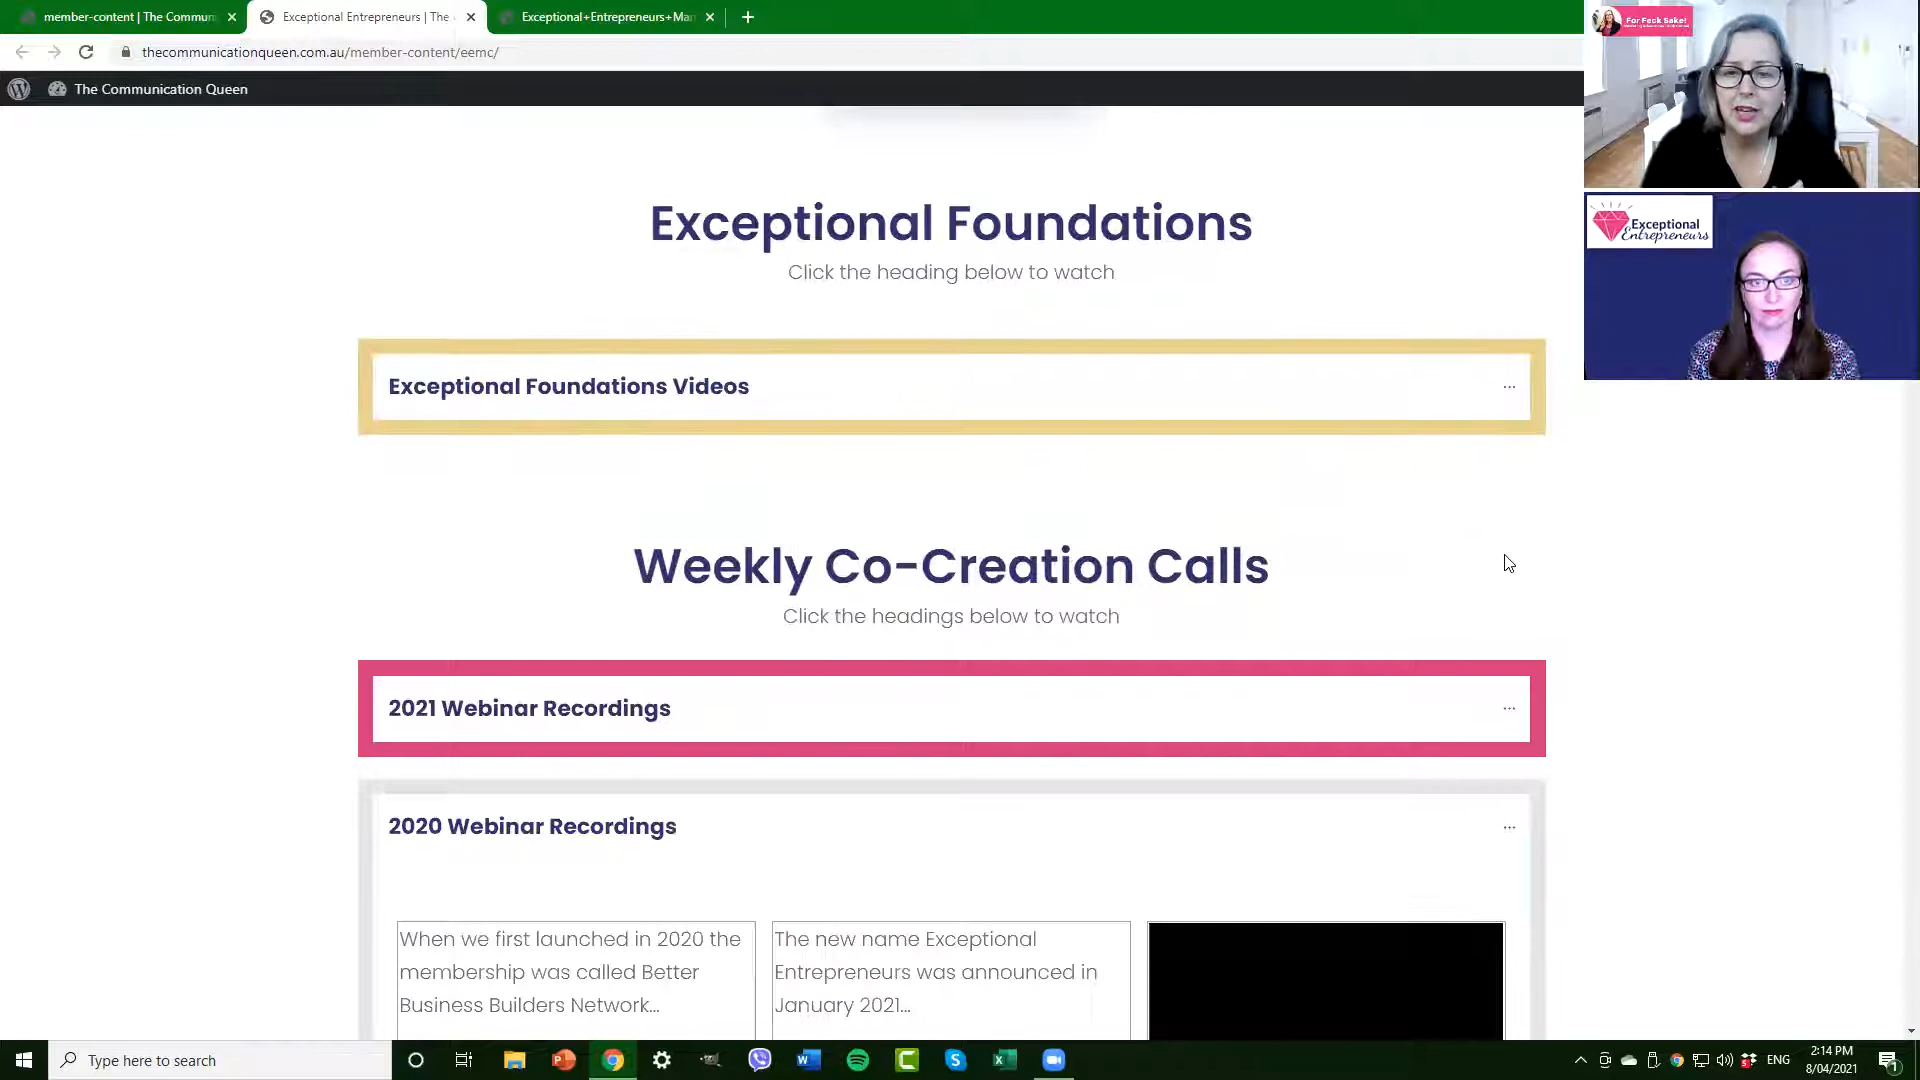 member-content | The Commun
Exceptional Entrepreneurs | The
Exceptional+Entrepreneurs+Mar
thecommunicationqueen.com.au/member-content/eemc/
The Communication Queen
For Feck Sake!
Exceptional
Entrepreneurs
Exceptional Foundations
Click the heading below to watch
Exceptional Foundations Videos
...
Weekly Co-Creation Calls
Click the headings below to watch
2021 Webinar Recordings
...
2020 Webinar Recordings
...
When we first launched in 2020 the
membership was called Better
Business Builders Network...
The new name Exceptional
Entrepreneurs was announced in
January 2021...
Type here to search
ENG
2:14 PM
8/04/2021